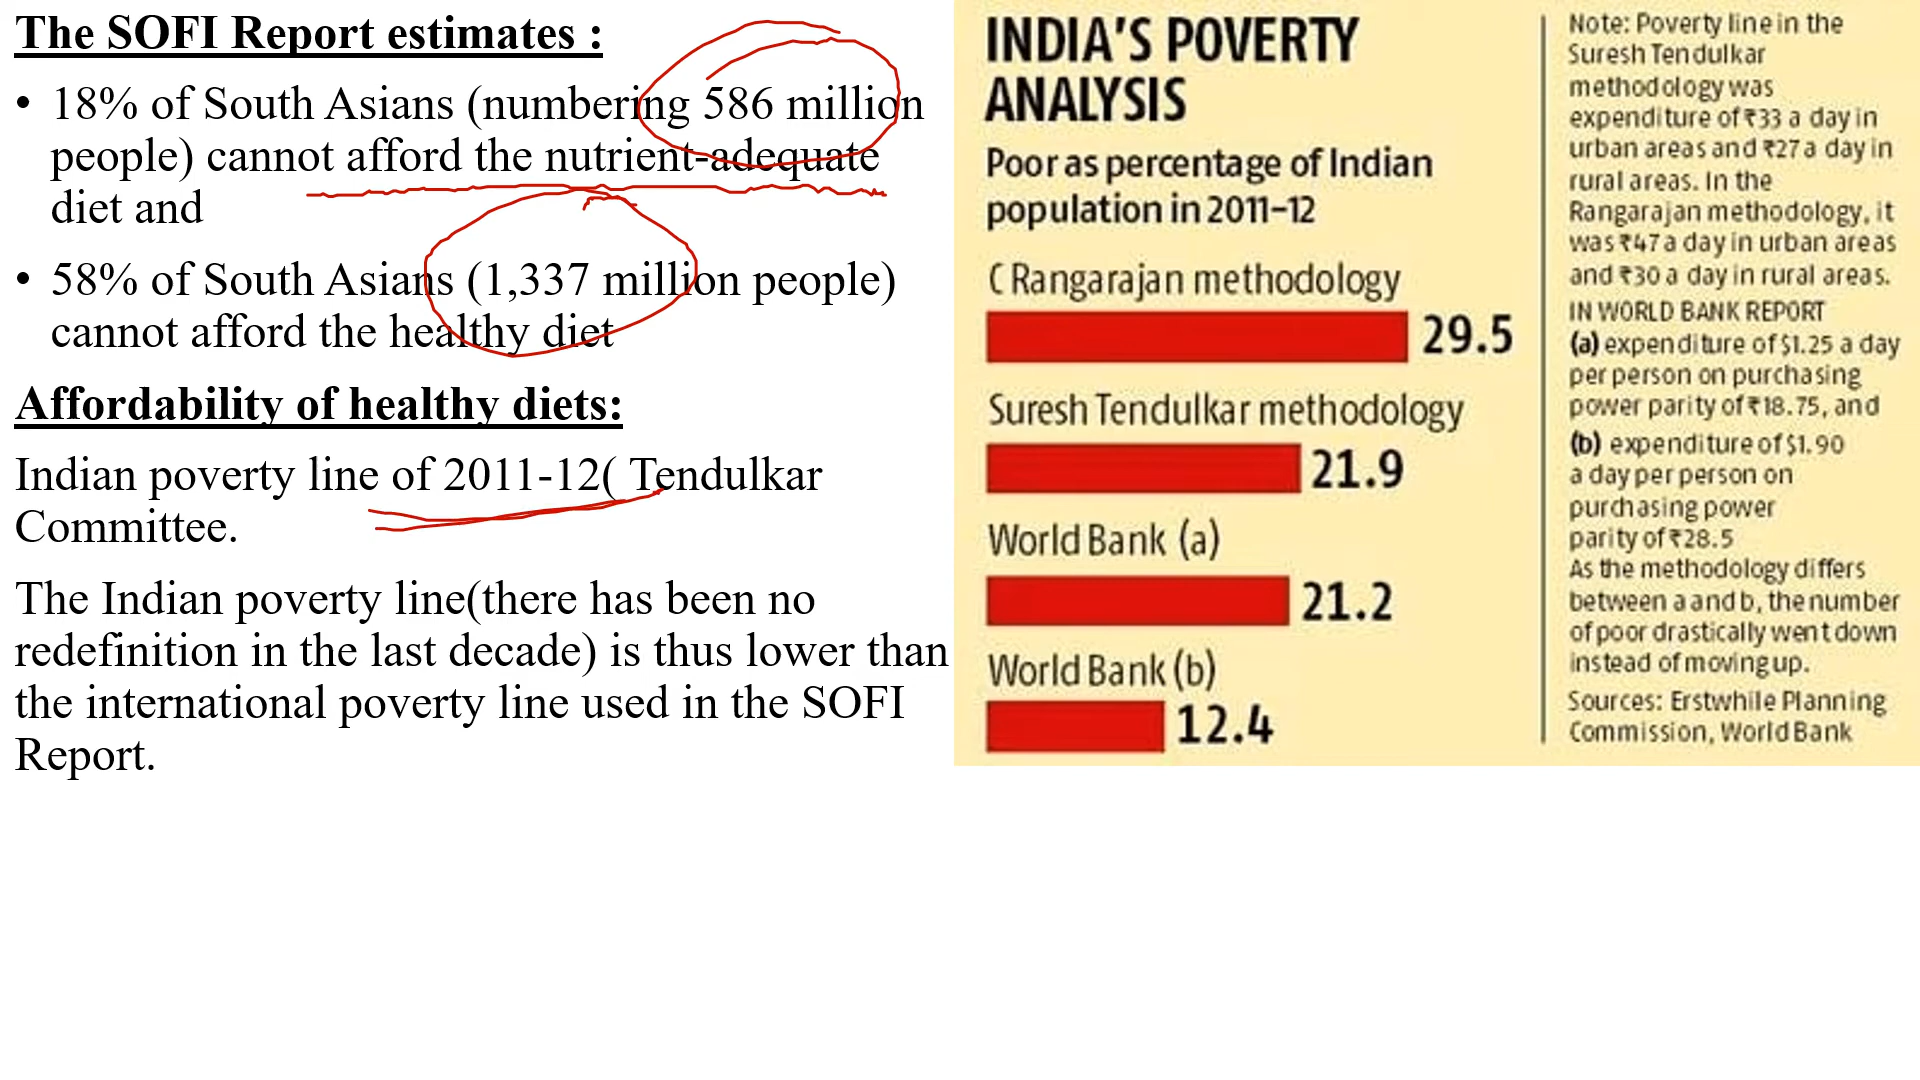 The SOFI Report estimates :
• 18% of South Asians (numbering 586 million
people) cannot afford the nutrient-adequate
diet and
• 58% of South Asians (1,337 million people)
cannot afford the healthy diet
Affordability of healthy diets:
Indian poverty line of 2011-12( Tendulkar
Committee.
The Indian poverty line(there has been no
redefinition in the last decade) is thus lower than
the international poverty line used in the SOFI
Report.
INDIA'S POVERTY
ANALYSIS
Poor as percentage of Indian
population in 2011–12
C Rangarajan methodology
29.5
Suresh Tendulkar methodology
21.9
World Bank (a)
21.2
World Bank (b)
12.4
Note: Poverty line in the
Suresh Tendulkar
methodology was
expenditure of ₹33 a day in
urban areas and ₹27 a day in
rural areas. In the
Rangarajan methodology, it
was ₹47 a day in urban areas
and ₹30 a day in rural areas.
IN WORLD BANK REPORT
(a) expenditure of $1.25 a day
per person on purchasing
power parity of ₹18.75, and
(b) expenditure of $1.90
a day per person on
purchasing power
parity of ₹28.5
As the methodology differs
between a and b, the number
of poor drastically went down
instead of moving up.
Sources: Erstwhile Planning
Commission, World Bank